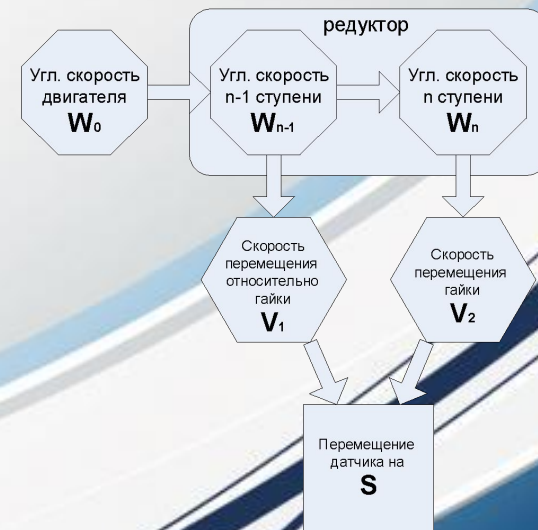 редуктор
Угл. скорость
двигателя
W₀
Угл. скорость
n-1 ступени
Wₙ₋₁
Угл. скорость
n ступени
Wₙ
Скорость
перемещения
относительно
гайки
V₁
Скорость
перемещения
гайки
V₂
Перемещение
датчика на
S